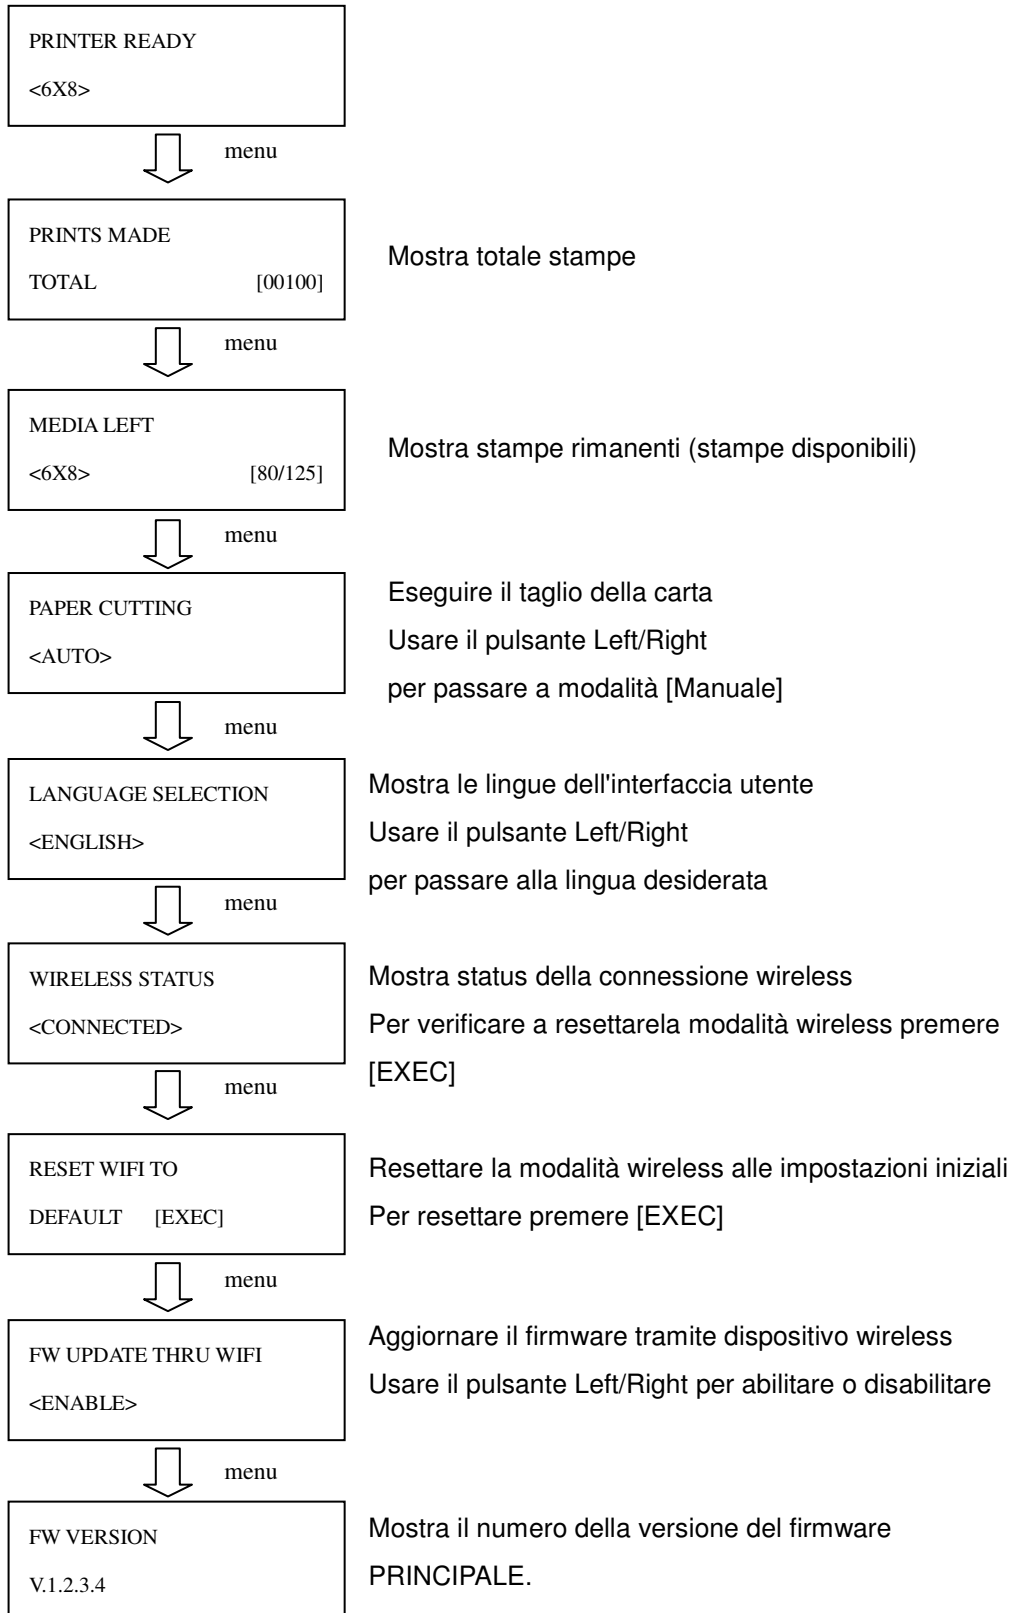 PRINTER READY
<6X8>
menu
PRINTS MADE
TOTAL [00100]
Mostra totale stampe
menu
MEDIA LEFT
<6X8> [80/125]
Mostra stampe rimanenti (stampe disponibili)
menu
PAPER CUTTING
<AUTO>
Eseguire il taglio della carta
Usare il pulsante Left/Right
per passare a modalità [Manuale]
menu
LANGUAGE SELECTION
<ENGLISH>
Mostra le lingue dell'interfaccia utente
Usare il pulsante Left/Right
per passare alla lingua desiderata
menu
WIRELESS STATUS
<CONNECTED>
Mostra status della connessione wireless
Per verificare a resettarela modalità wireless premere
[EXEC]
menu
RESET WIFI TO
DEFAULT [EXEC]
Resettare la modalità wireless alle impostazioni iniziali
Per resettare premere [EXEC]
menu
FW UPDATE THRU WIFI
<ENABLE>
Aggiornare il firmware tramite dispositivo wireless
Usare il pulsante Left/Right per abilitare o disabilitare
menu
FW VERSION
V.1.2.3.4
Mostra il numero della versione del firmware
PRINCIPALE.